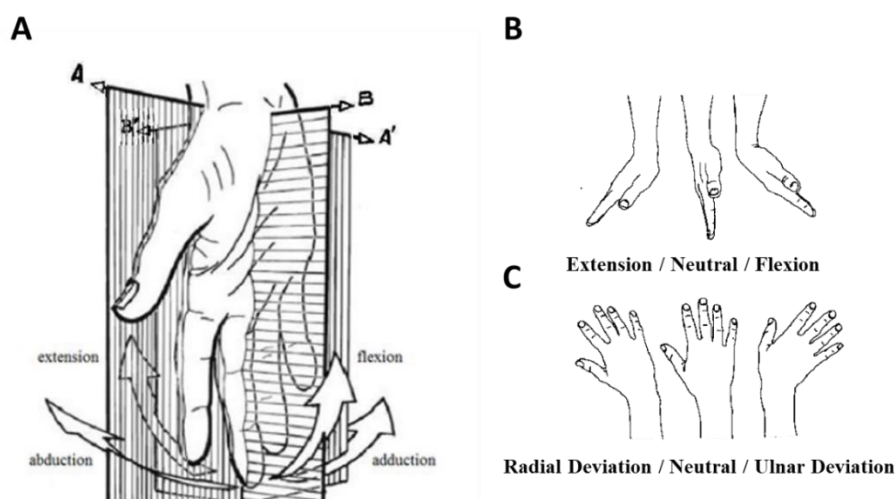 A
A
B'
B
A'
extension
flexion
abduction
adduction
B
Extension / Neutral / Flexion
C
Radial Deviation / Neutral / Ulnar Deviation